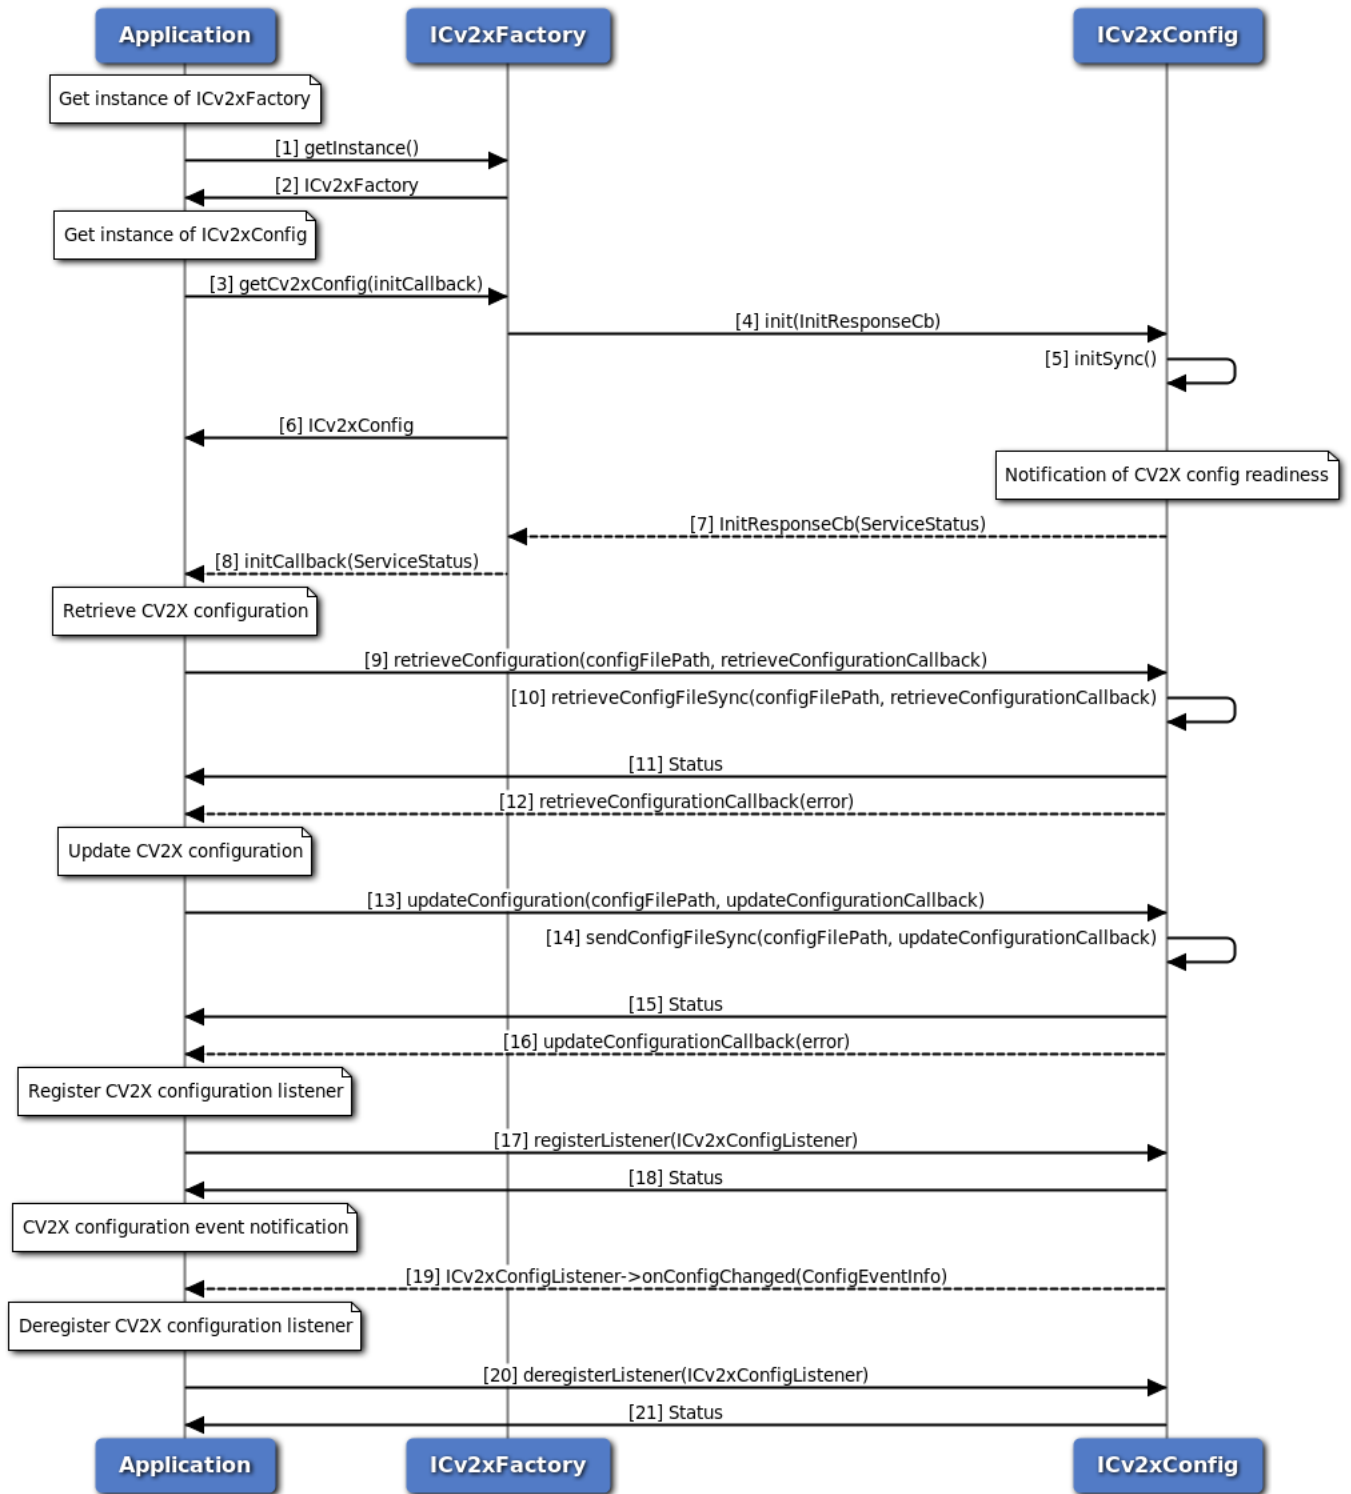 Application
ICv2xFactory
ICv2xConfig
Get instance of ICv2xFactory
[1] getInstance()
[2] ICv2xFactory
Get instance of ICv2xConfig
[3] getCv2xConfig(initCallback)
[4] init(InitResponseCb)
[5] initSync()
[6] ICv2xConfig
Notification of CV2X config readiness
[7] InitResponseCb(ServiceStatus)
[8] initCallback(ServiceStatus)
Retrieve CV2X configuration
[9] retrieveConfiguration(configFilePath, retrieveConfigurationCallback)
[10] retrieveConfigFileSync(configFilePath, retrieveConfigurationCallback)
[11] Status
[12] retrieveConfigurationCallback(error)
Update CV2X configuration
[13] updateConfiguration(configFilePath, updateConfigurationCallback)
[14] sendConfigFileSync(configFilePath, updateConfigurationCallback)
[15] Status
[16] updateConfigurationCallback(error)
Register CV2X configuration listener
[17] registerListener(ICv2xConfigListener)
[18] Status
CV2X configuration event notification
[19] ICv2xConfigListener->onConfigChanged(ConfigEventInfo)
Deregister CV2X configuration listener
[20] deregisterListener(ICv2xConfigListener)
[21] Status
Application
ICv2xFactory
ICv2xConfig